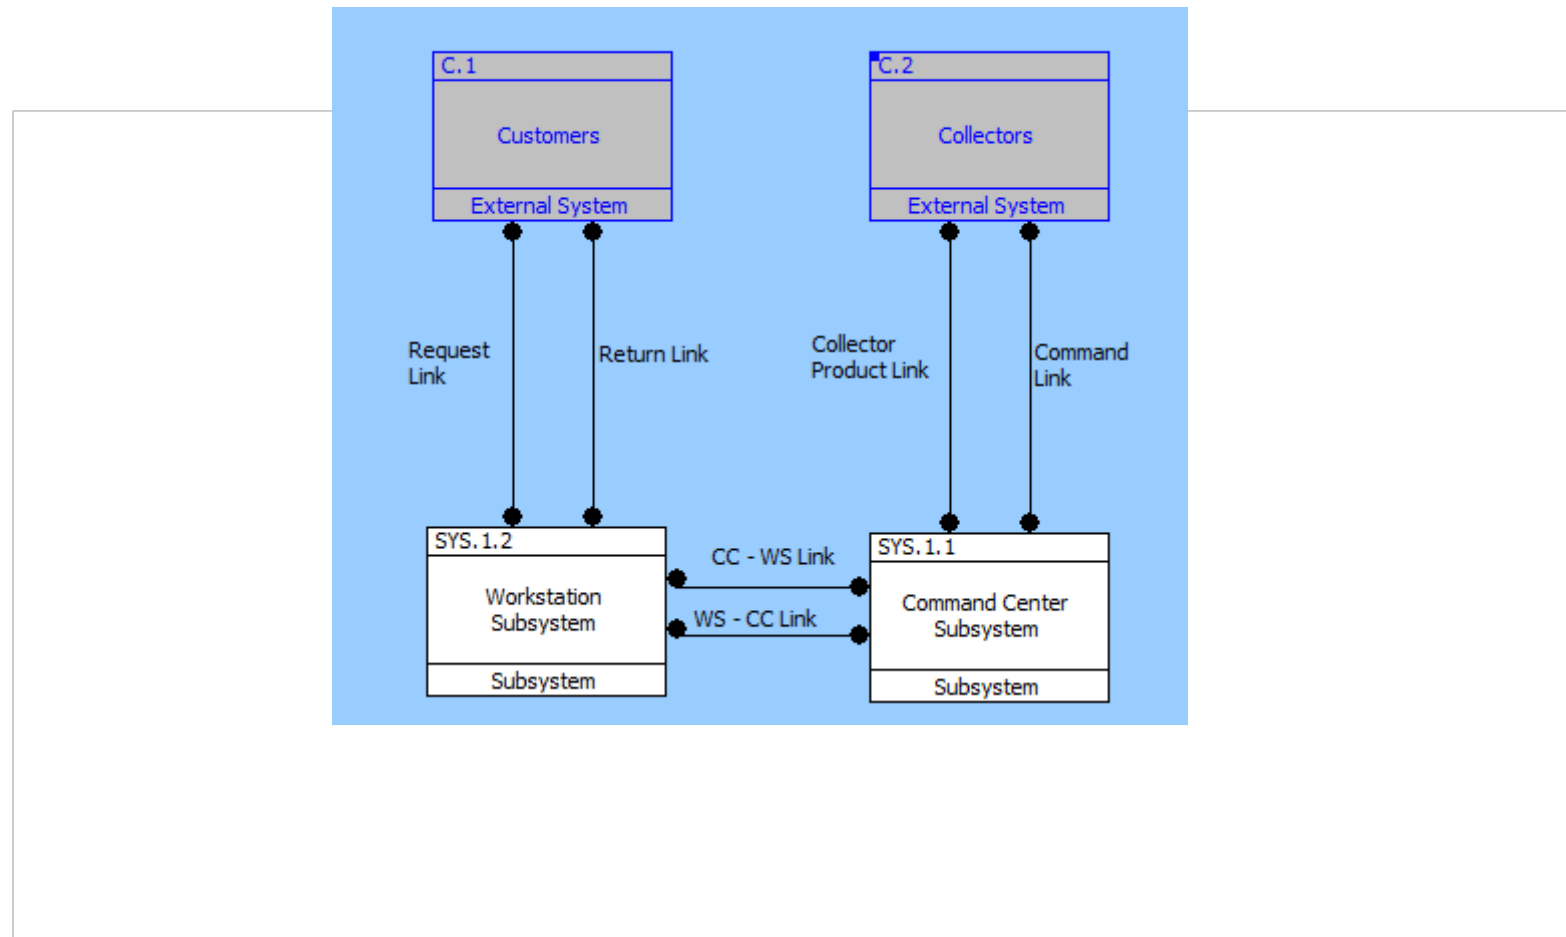 C.1
Customers
External System
C.2
Collectors
External System
Request
Link
Return Link
Collector
Product Link
Command
Link
SYS.1.2
Workstation
Subsystem
Subsystem
CC - WS Link
WS - CC Link
SYS.1.1
Command Center
Subsystem
Subsystem